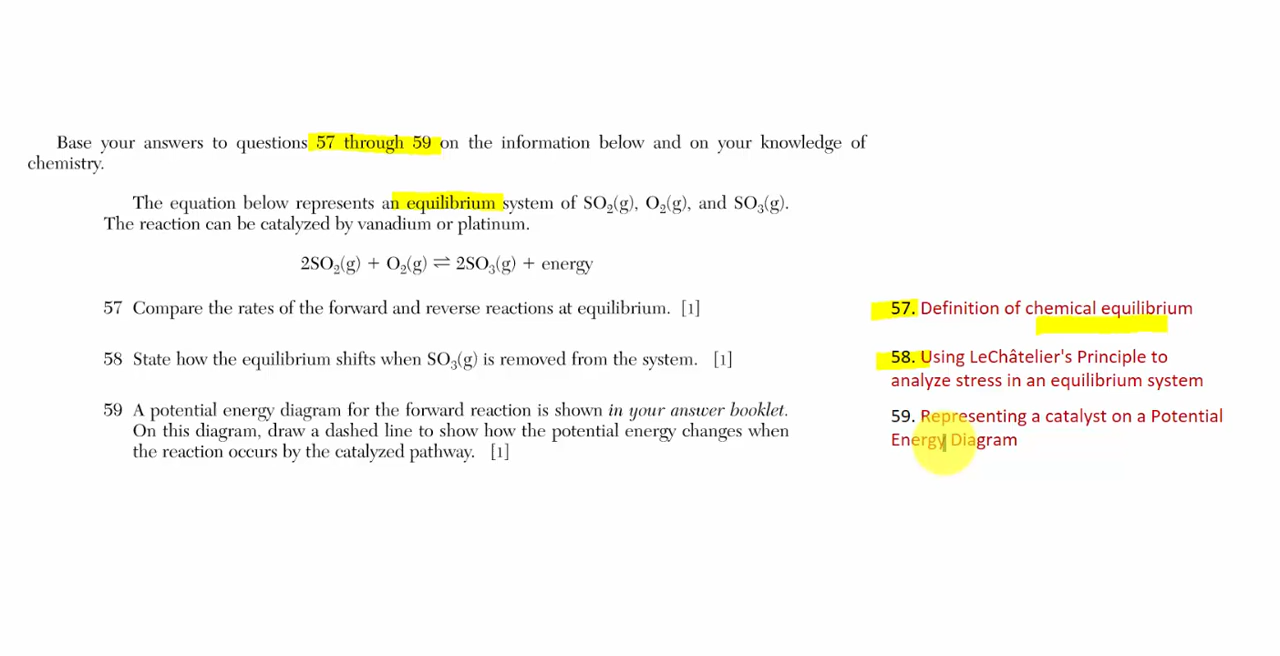 Base your answers to questions 57 through 59 on the information below and on your knowledge of
chemistry.
The equation below represents an equilibrium system of SO₂(g), O₂(g), and SO₃(g).
The reaction can be catalyzed by vanadium or platinum.
2SO₂(g) + O₂(g) ⇌ 2SO₃(g) + energy
57 Compare the rates of the forward and reverse reactions at equilibrium. [1]
58 State how the equilibrium shifts when SO₃(g) is removed from the system. [1]
59 A potential energy diagram for the forward reaction is shown in your answer booklet.
On this diagram, draw a dashed line to show how the potential energy changes when
the reaction occurs by the catalyzed pathway. [1]
57. Definition of chemical equilibrium
58. Using LeChâtelier's Principle to
analyze stress in an equilibrium system
59. Representing a catalyst on a Potential
Energy Diagram